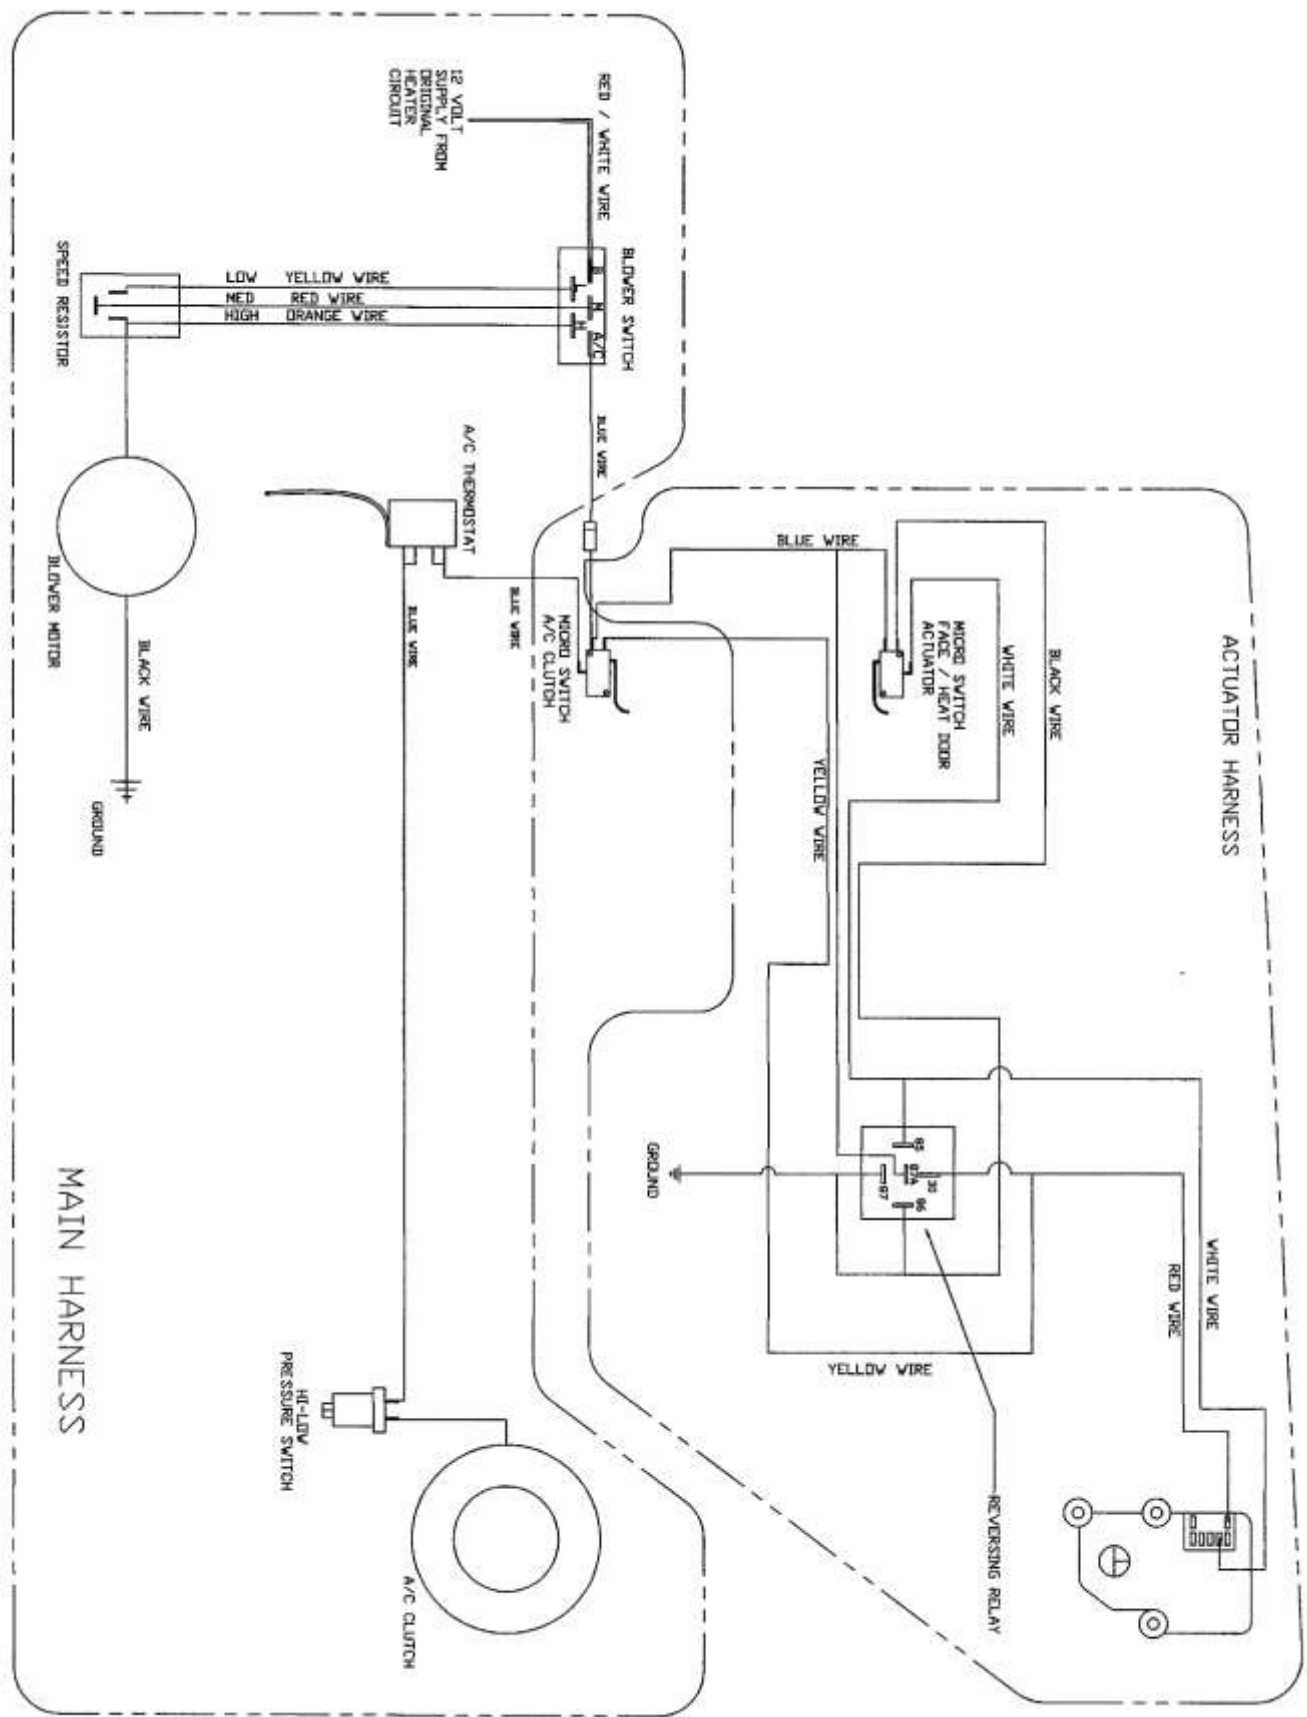 12 VOLT
SUPPLY FROM
ORIGINAL
HEATER
CIRCUIT
RED / WHITE WIRE
BLOWER SWITCH
B
M
H
A/C
LOW YELLOW WIRE
MED RED WIRE
HIGH ORANGE WIRE
SPEED RESISTOR
BLUE WIRE
A/C THERMOSTAT
BLOWER MOTOR
BLACK WIRE
GROUND
BLUE WIRE
BLUE WIRE
MICRO SWITCH
A/C CLUTCH
BLUE WIRE
MICRO SWITCH
FACE / HEAT DOOR
ACTUATOR
WHITE WIRE
BLACK WIRE
ACTUATOR HARNESS
YELLOW WIRE
GROUND
85
87A
30
87
86
WHITE WIRE
RED WIRE
YELLOW WIRE
REVERSING RELAY
MAIN HARNESS
HI-LOW
PRESSURE SWITCH
A/C CLUTCH